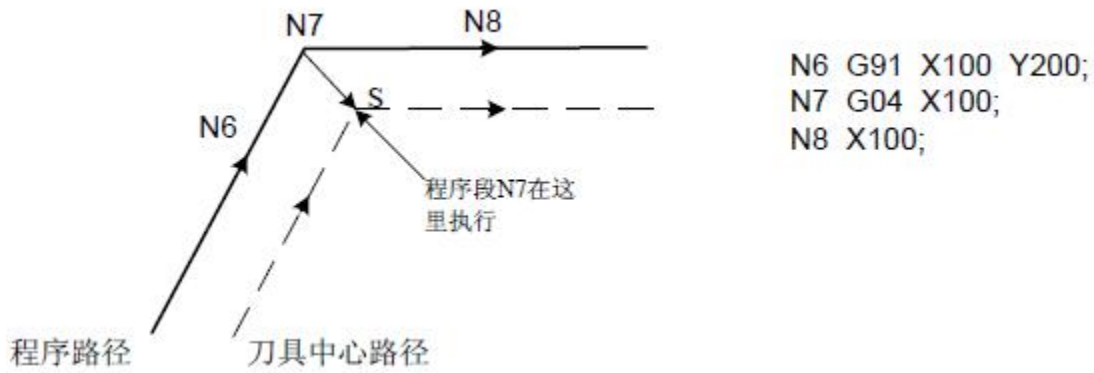 N7
N8
N6 G91 X100 Y200;
N7 G04 X100;
N8 X100;
S
N6
程序段N7在这
里执行
程序路径
刀具中心路径